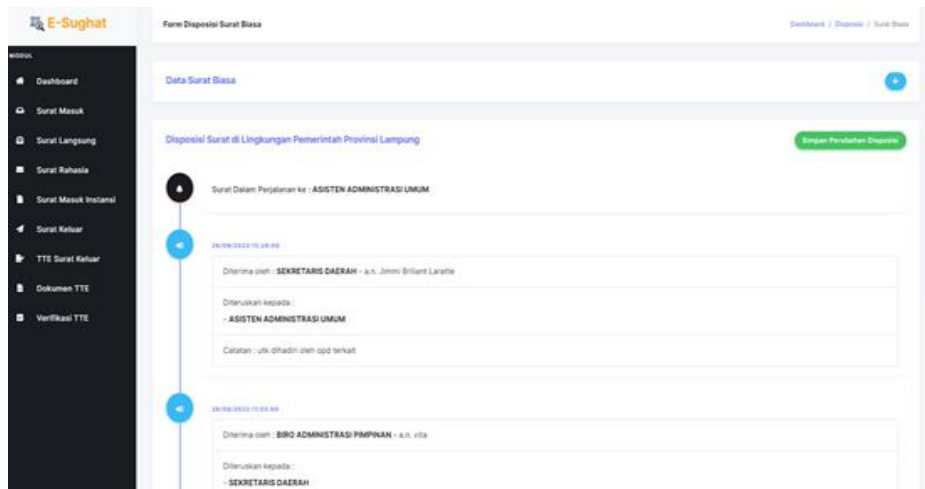 E-Sughat
Form Disposisi Surat Biasa
Dashboard / Disposisi / Surat Biasa
MODUL
Dashboard
Surat Masuk
Surat Langsung
Surat Rahasia
Surat Masuk Instansi
Surat Keluar
TTE Surat Keluar
Dokumen TTE
Verifikasi TTE
Data Surat Biasa
Disposisi Surat di Lingkungan Pemerintah Provinsi Lampung
Simpan Perubahan Disposisi
Surat Dalam Perjalanan ke : ASISTEN ADMINISTRASI UMUM
Diterima oleh : SEKRETARIS DAERAH - a.n. Jimmi Briliant Laratte
Diteruskan kepada :
- ASISTEN ADMINISTRASI UMUM
Catatan : utk dihadiri oleh opd terkait
Diterima oleh : BIRO ADMINISTRASI PIMPINAN - a.n. vita
Diteruskan kepada :
- SEKRETARIS DAERAH